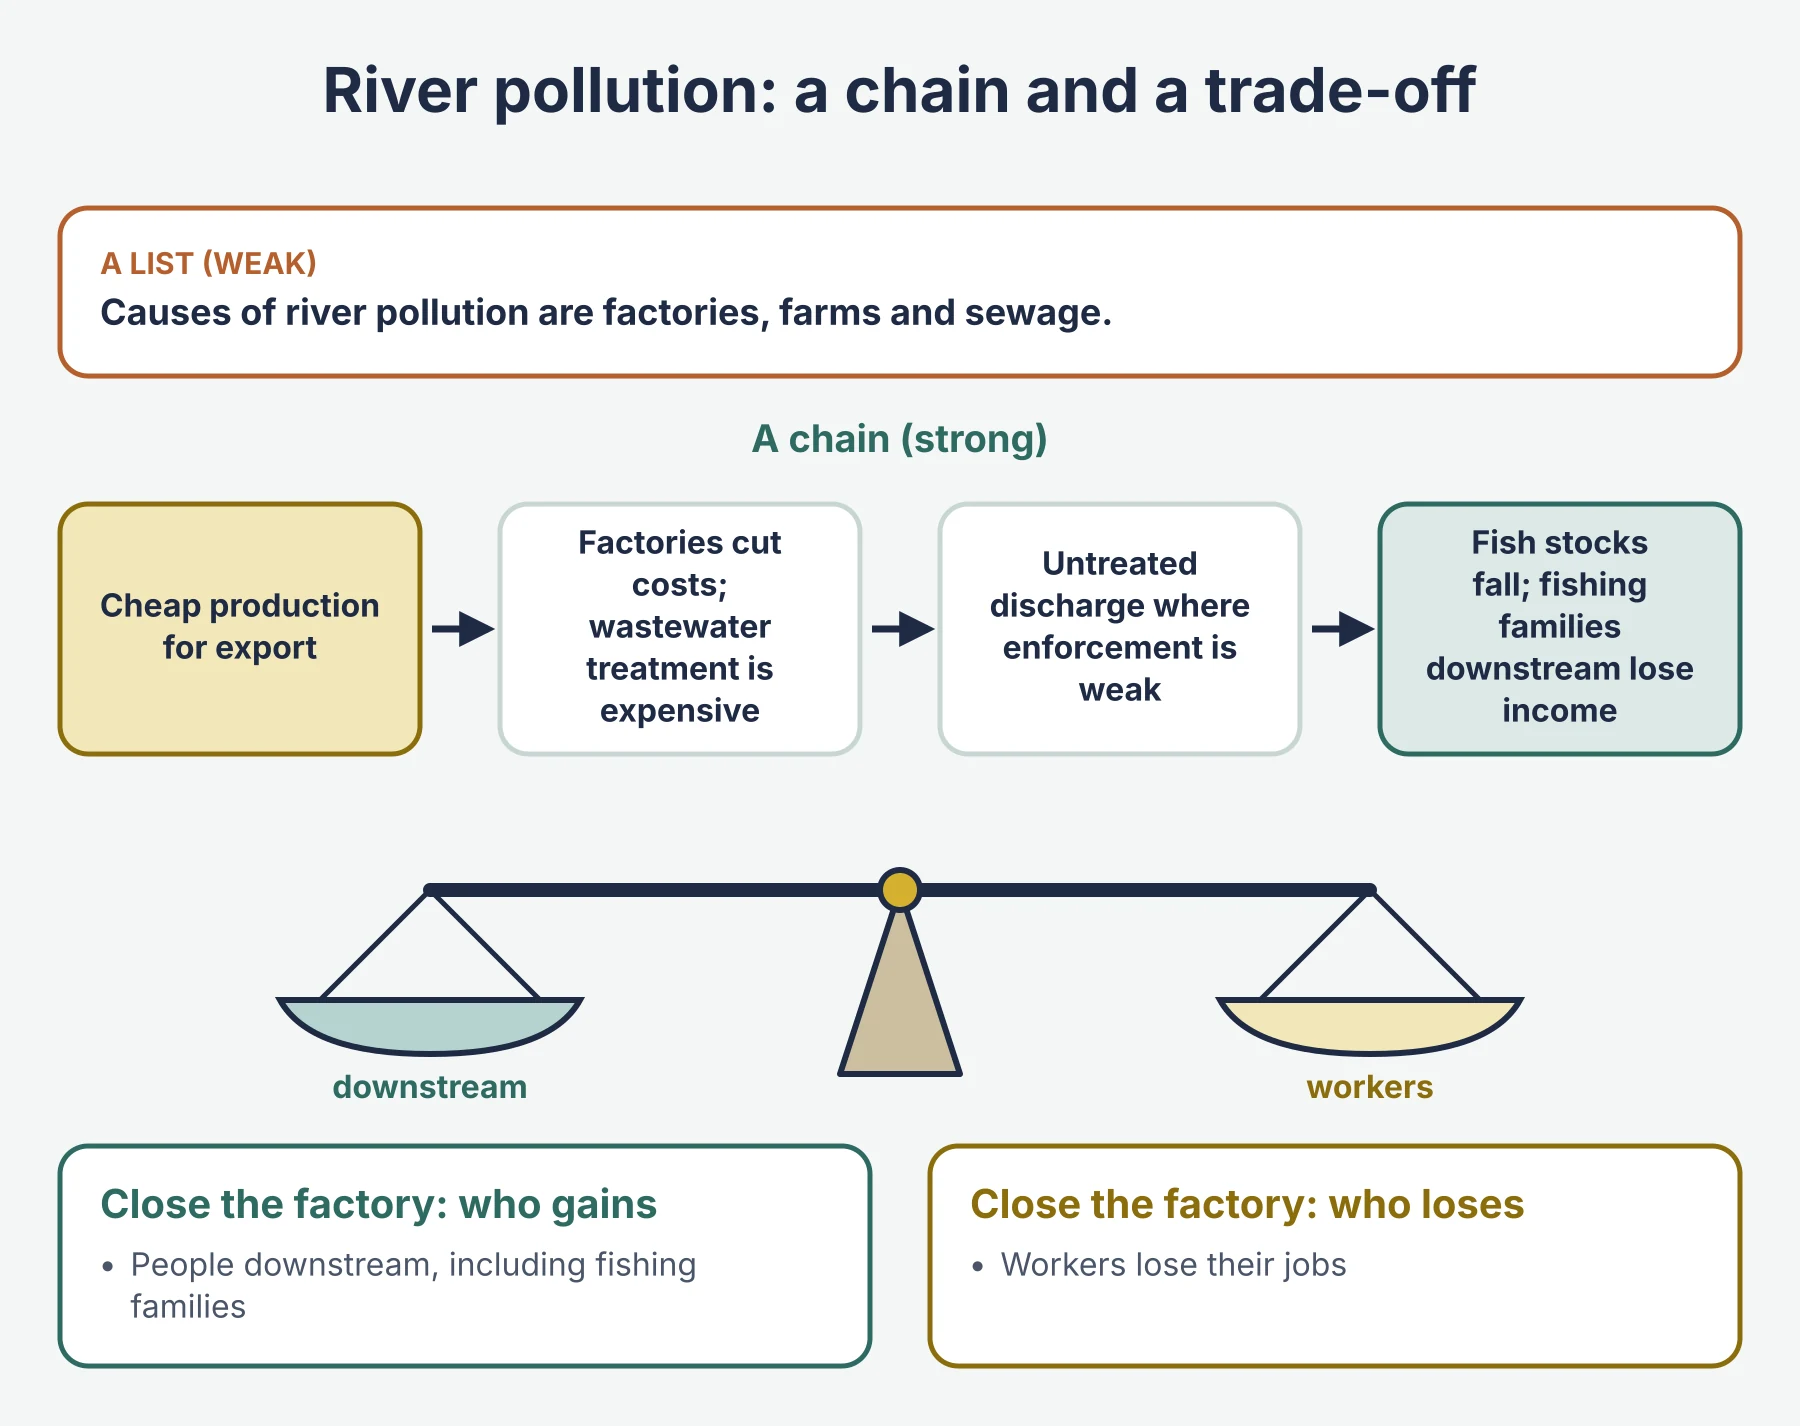 River pollution: a chain and a trade-off
A LIST (WEAK)
Causes of river pollution are factories, farms and sewage.
A chain (strong)
Cheap production
for export
Factories cut
costs;
wastewater
treatment is
expensive
Untreated
discharge where
enforcement is
weak
Fish stocks
fall; fishing
families
downstream lose
income
downstream
workers
Close the factory: who gains
• People downstream, including fishing
families
Close the factory: who loses
• Workers lose their jobs